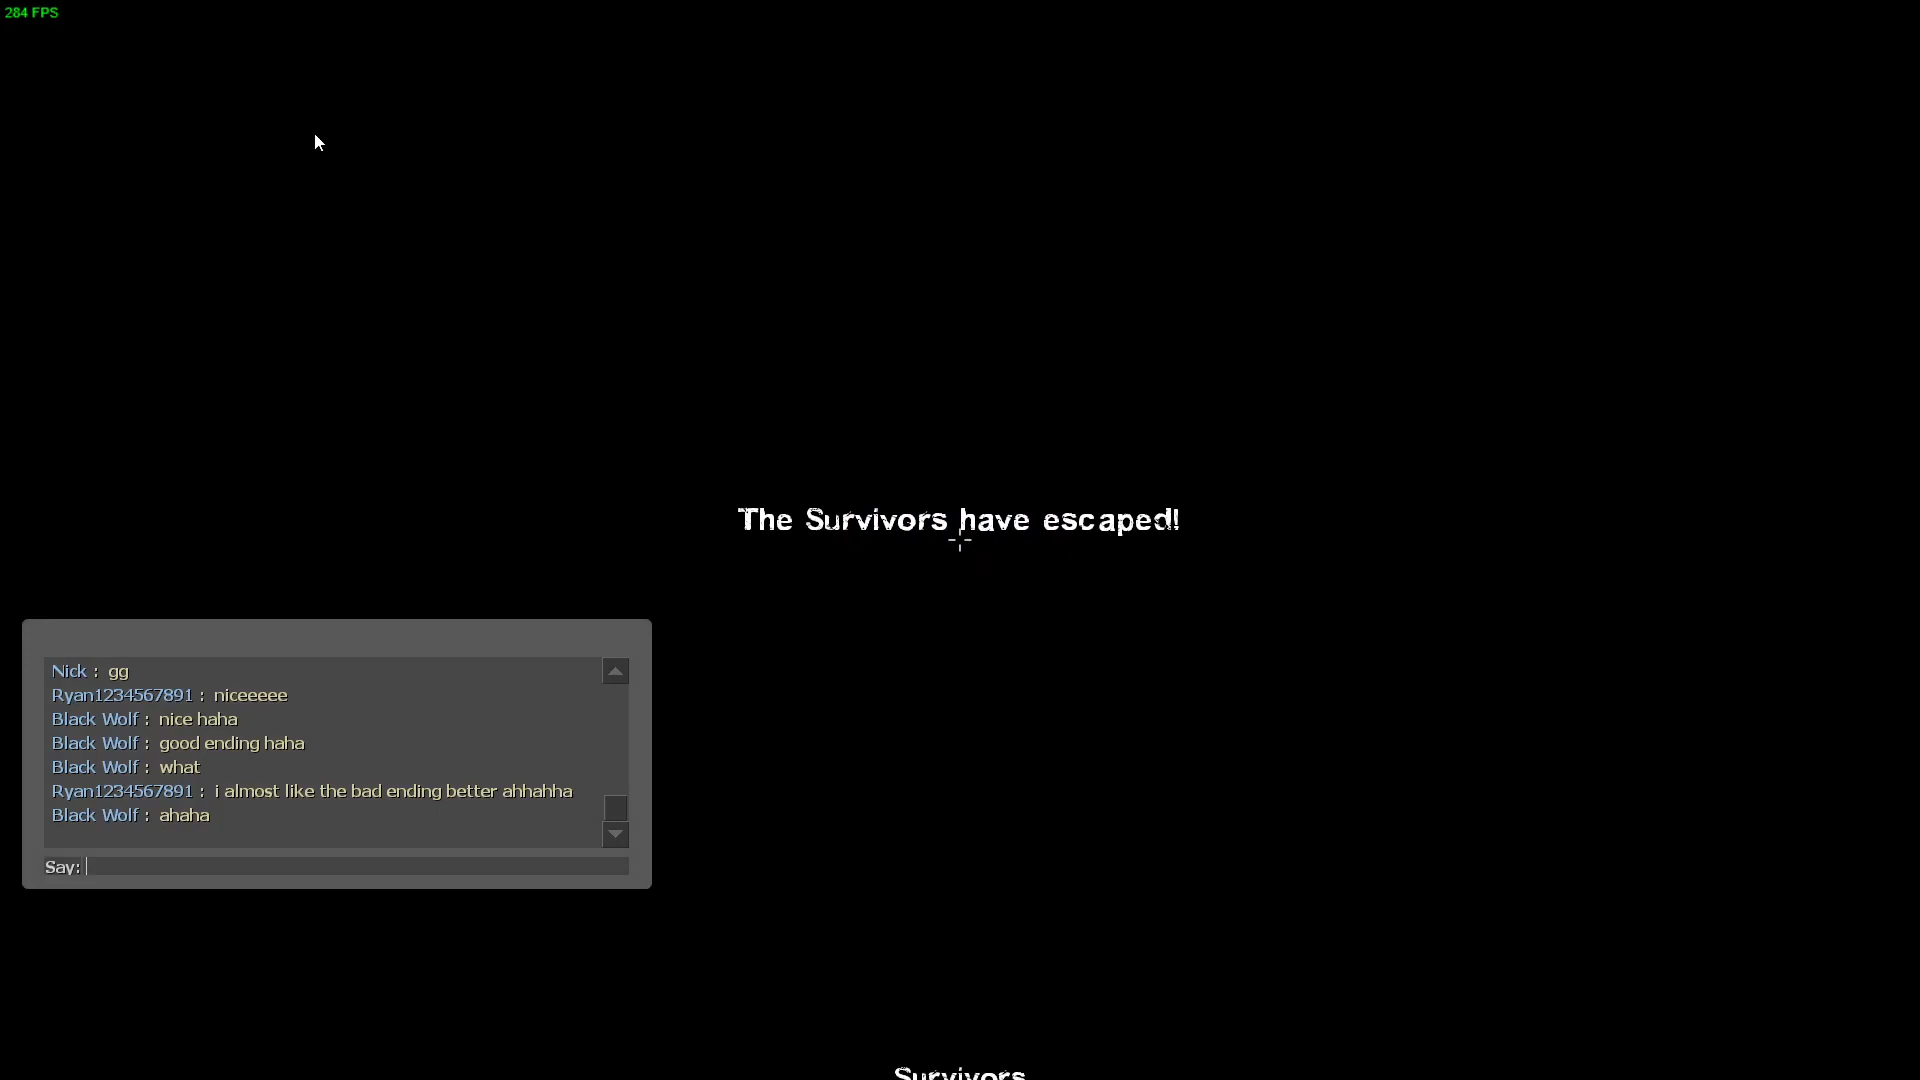 284 FPS
The Survivors have escaped!
Nick :  gg
Ryan1234567891 :  niceeeee
Black Wolf :  nice haha
Black Wolf :  good ending haha
Black Wolf :  what
Ryan1234567891 :  i almost like the bad ending better ahhahha
Black Wolf :  ahaha
Say:
Survivors